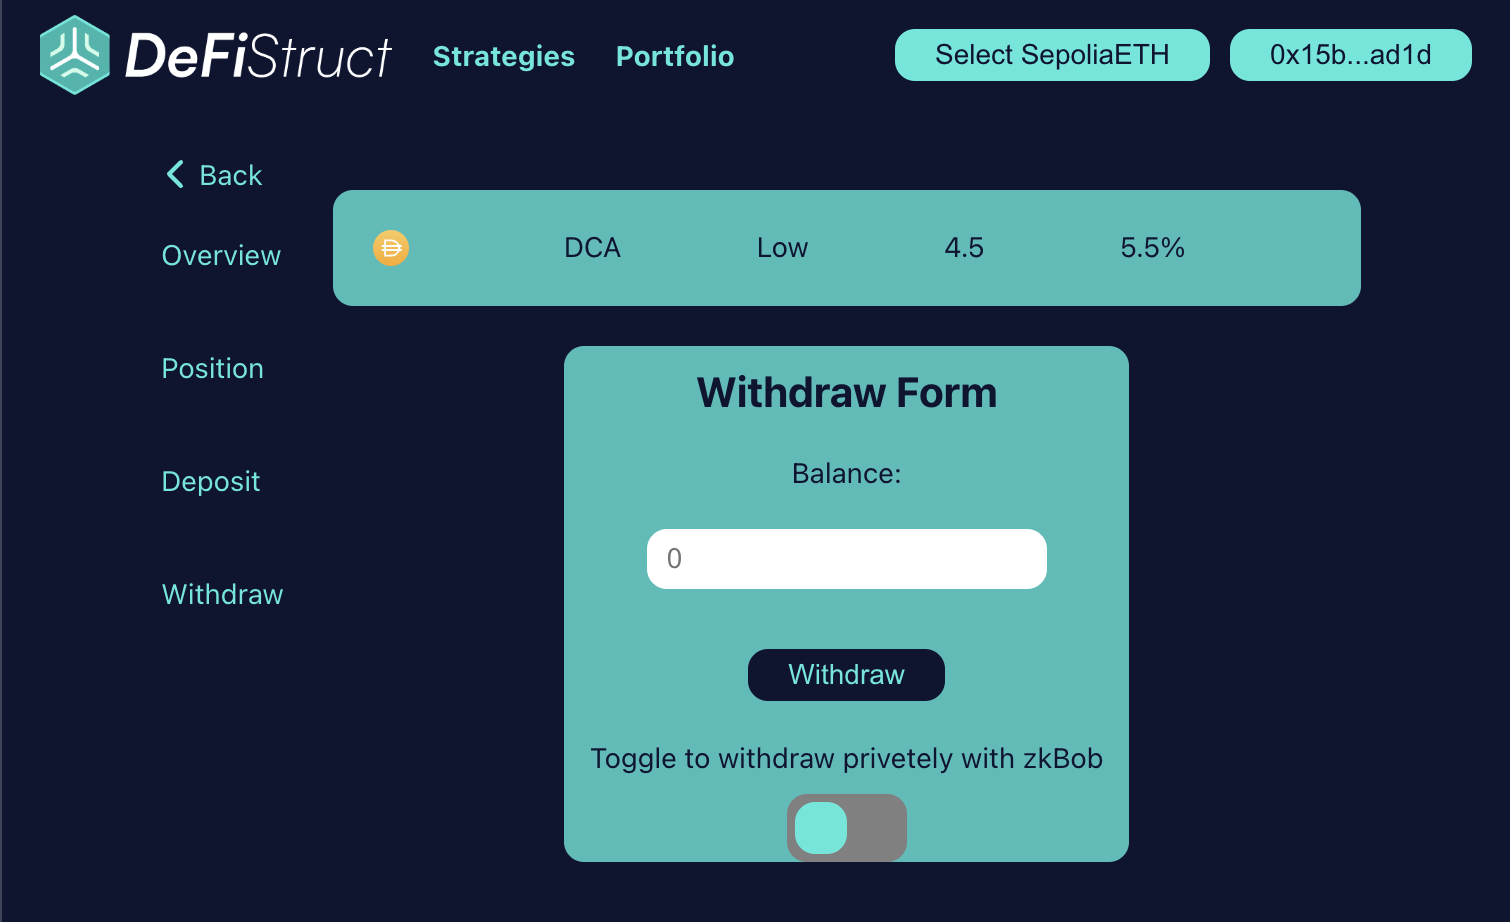 DeFiStruct Strategies Portfolio Select SepoliaETH 0x15b...ad1d
Back
Overview
DCA Low 4.5 5.5%
Position
Withdraw Form
Balance:
Deposit
0
Withdraw
Withdraw
Toggle to withdraw privetely with zkBob